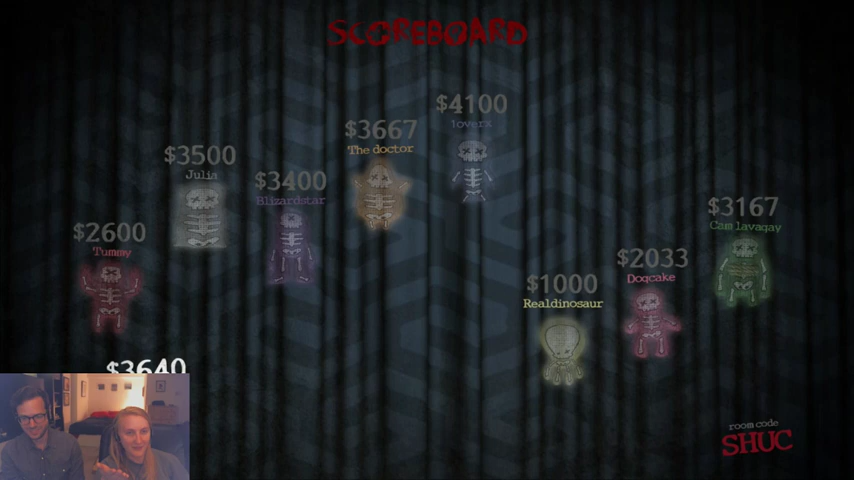 SCOREBOARD
$4100
loverx
$3667
The doctor
$3500
Julia
$3400
Blizardstar
$3167
Cam lavagay
$2600
Tummy
$2033
Dogcake
$1000
Realdinosaur
$3640
room code
SHUC